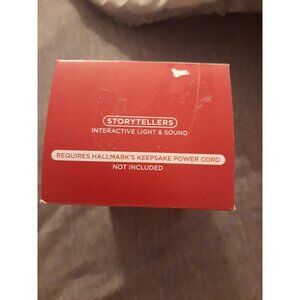 STORYTELLERS
INTERACTIVE LIGHT & SOUND
REQUIRES HALLMARK'S KEEPSAKE POWER CORD
NOT INCLUDED